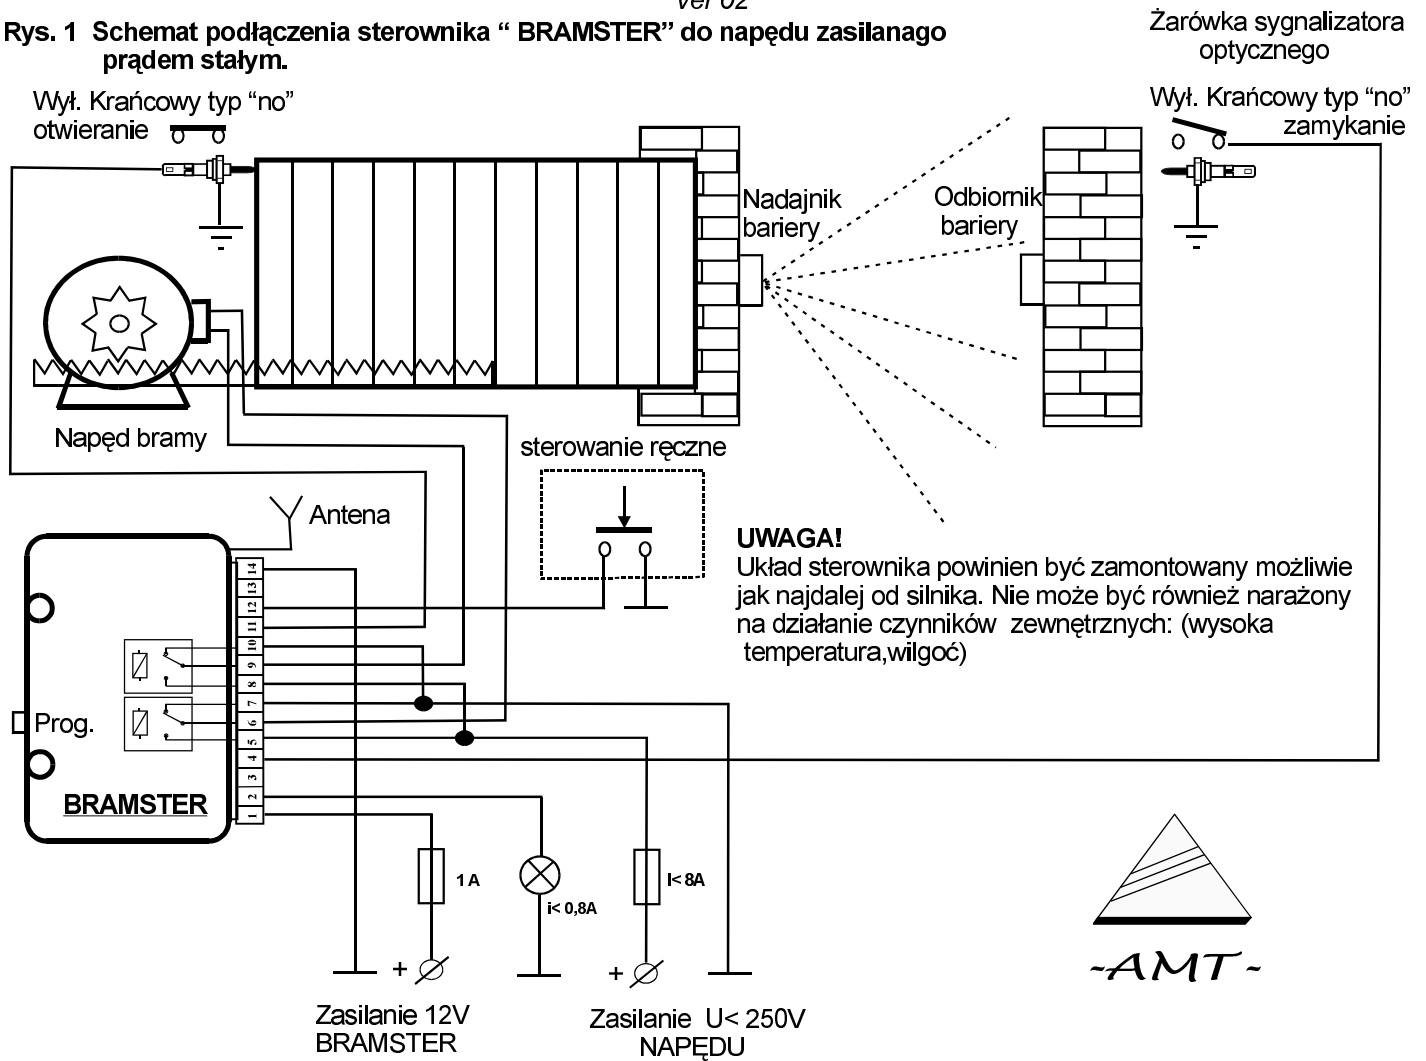 ver 02
Rys. 1 Schemat podłączenia sterownika “ BRAMSTER” do napędu zasilanago
prądem stałym.
Żarówka sygnalizatora
optycznego
Wył. Krańcowy typ “no”
otwieranie
Wył. Krańcowy typ “no”
zamykanie
Nadajnik
bariery
Odbiornik
bariery
Napęd bramy
sterowanie ręczne
Antena
UWAGA!
Układ sterownika powinien być zamontowany możliwie
jak najdalej od silnika. Nie może być również narażony
na działanie czynników zewnętrznych: (wysoka
temperatura,wilgoć)
14
13
12
11
10
9
8
7
6
5
4
3
2
1
Prog.
BRAMSTER
1 A
i< 0,8A
I< 8A
+
+
Zasilanie 12V
BRAMSTER
Zasilanie U< 250V
NAPĘDU
-AMT-